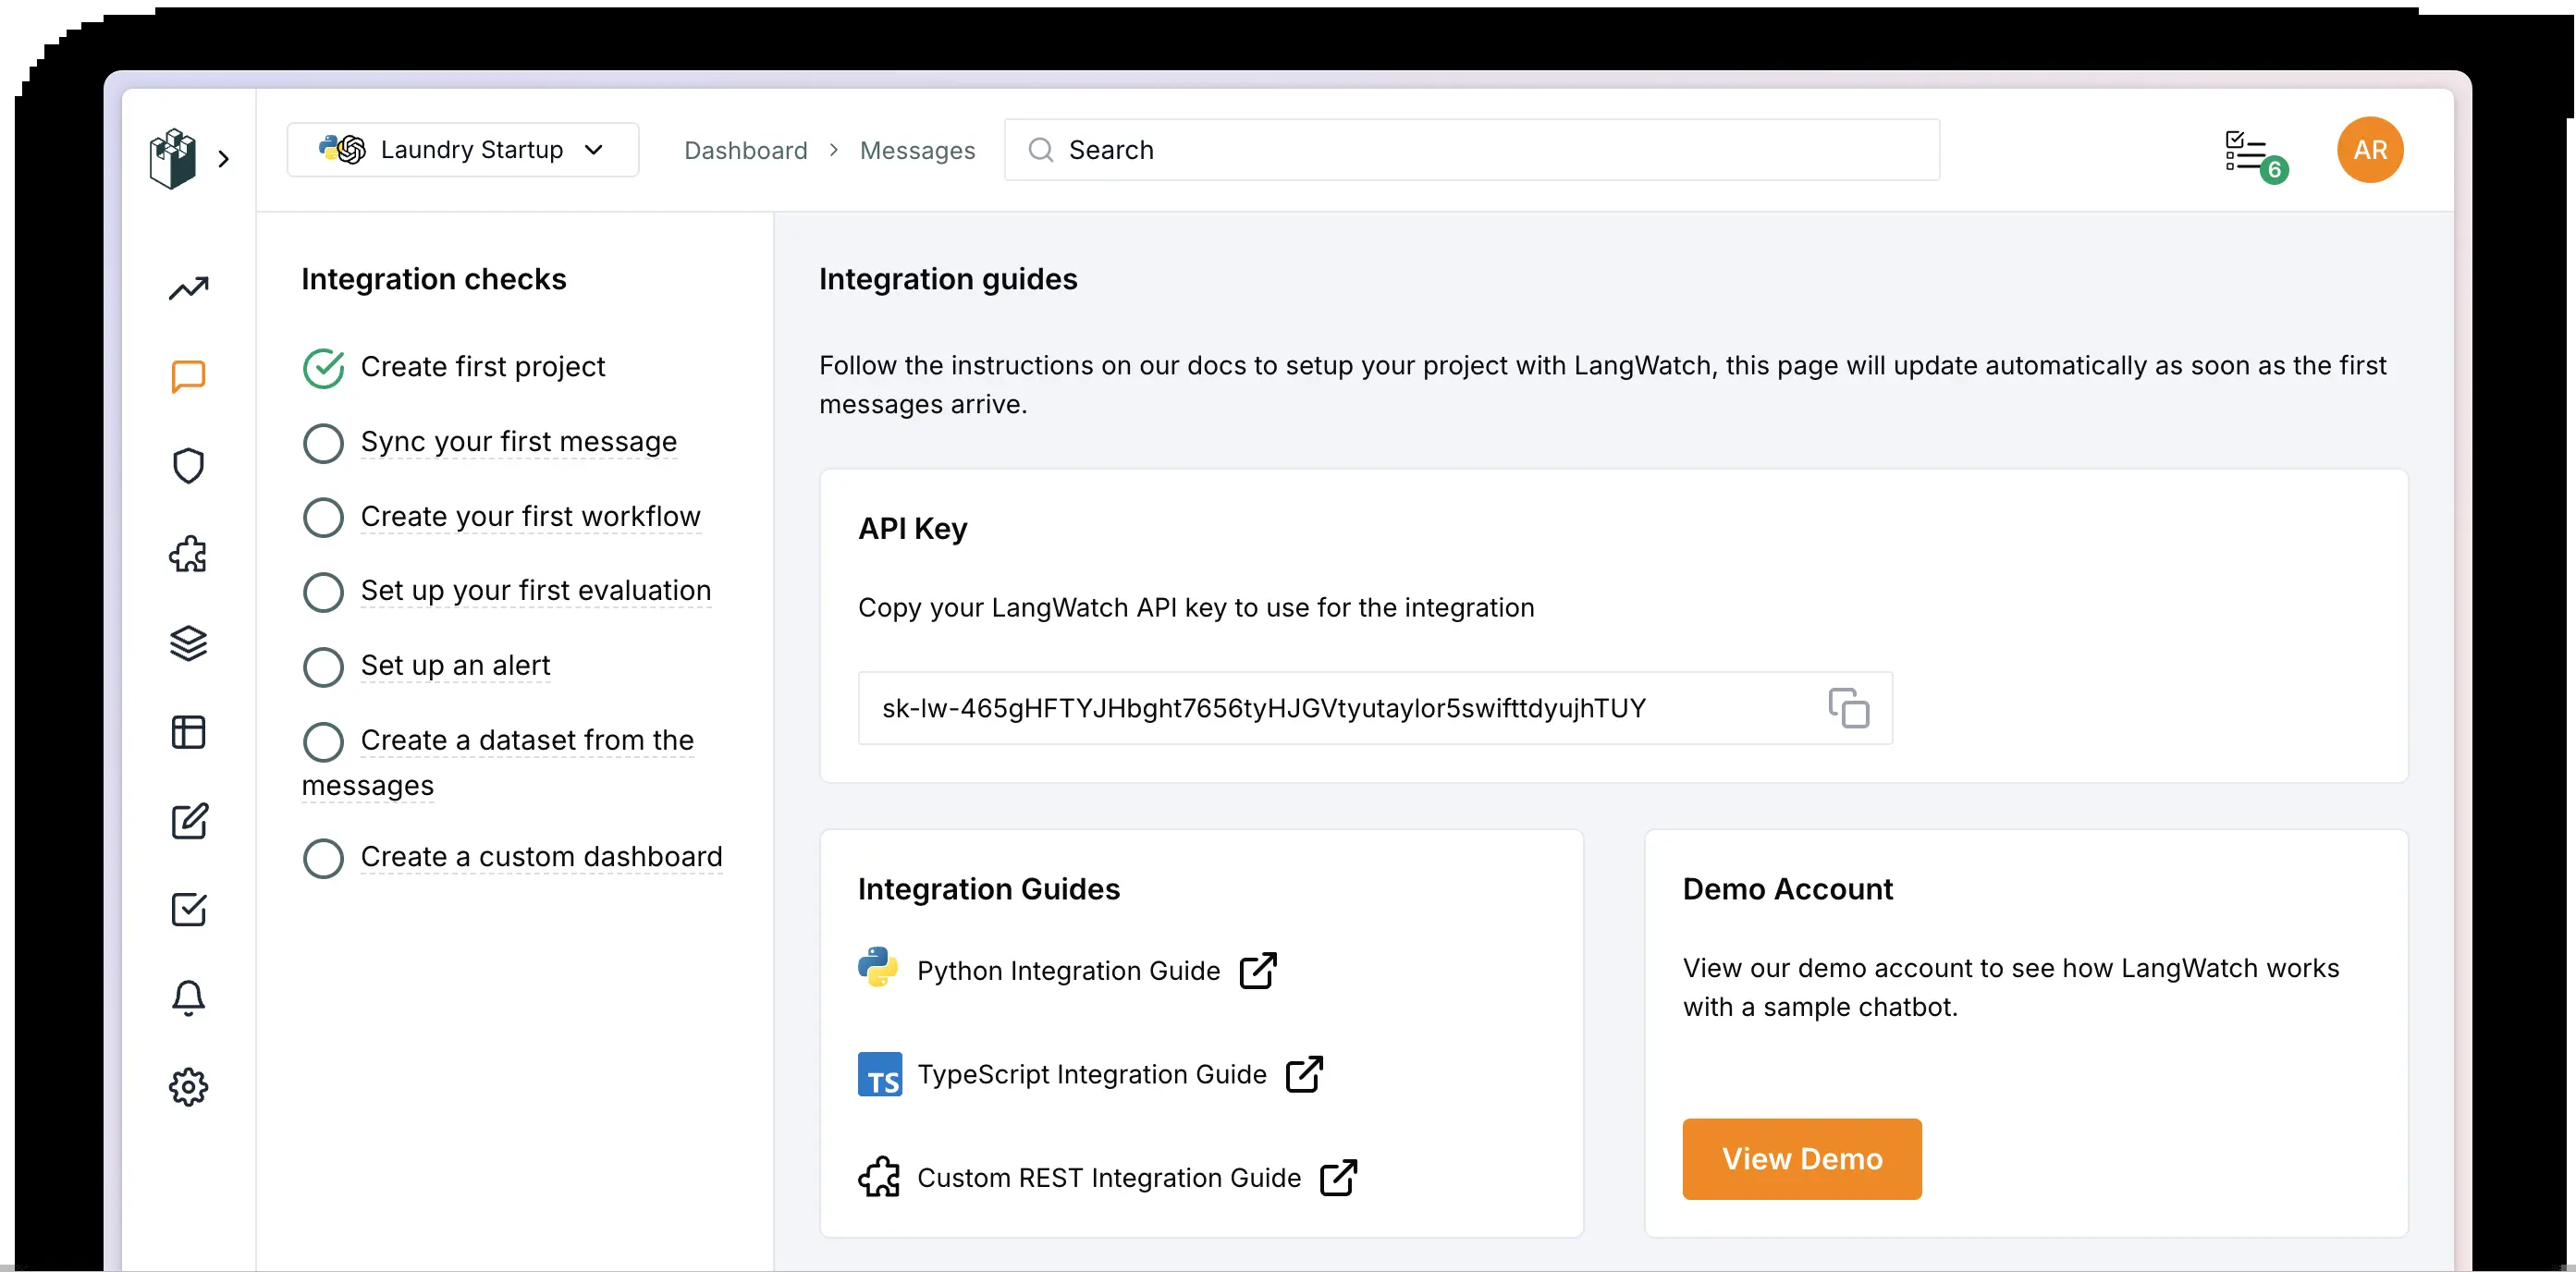 Laundry Startup
Dashboard > Messages
Search
6
AR
Integration checks
Create first project
Sync your first message
Create your first workflow
Set up your first evaluation
Set up an alert
Create a dataset from the
messages
Create a custom dashboard
Integration guides
Follow the instructions on our docs to setup your project with LangWatch, this page will update automatically as soon as the first
messages arrive.
API Key
Copy your LangWatch API key to use for the integration
sk-lw-465gHFTYJHbght7656tyHJGVtyutaylor5swifttdyujhTUY
Integration Guides
Python Integration Guide
TS TypeScript Integration Guide
Custom REST Integration Guide
Demo Account
View our demo account to see how LangWatch works
with a sample chatbot.
View Demo